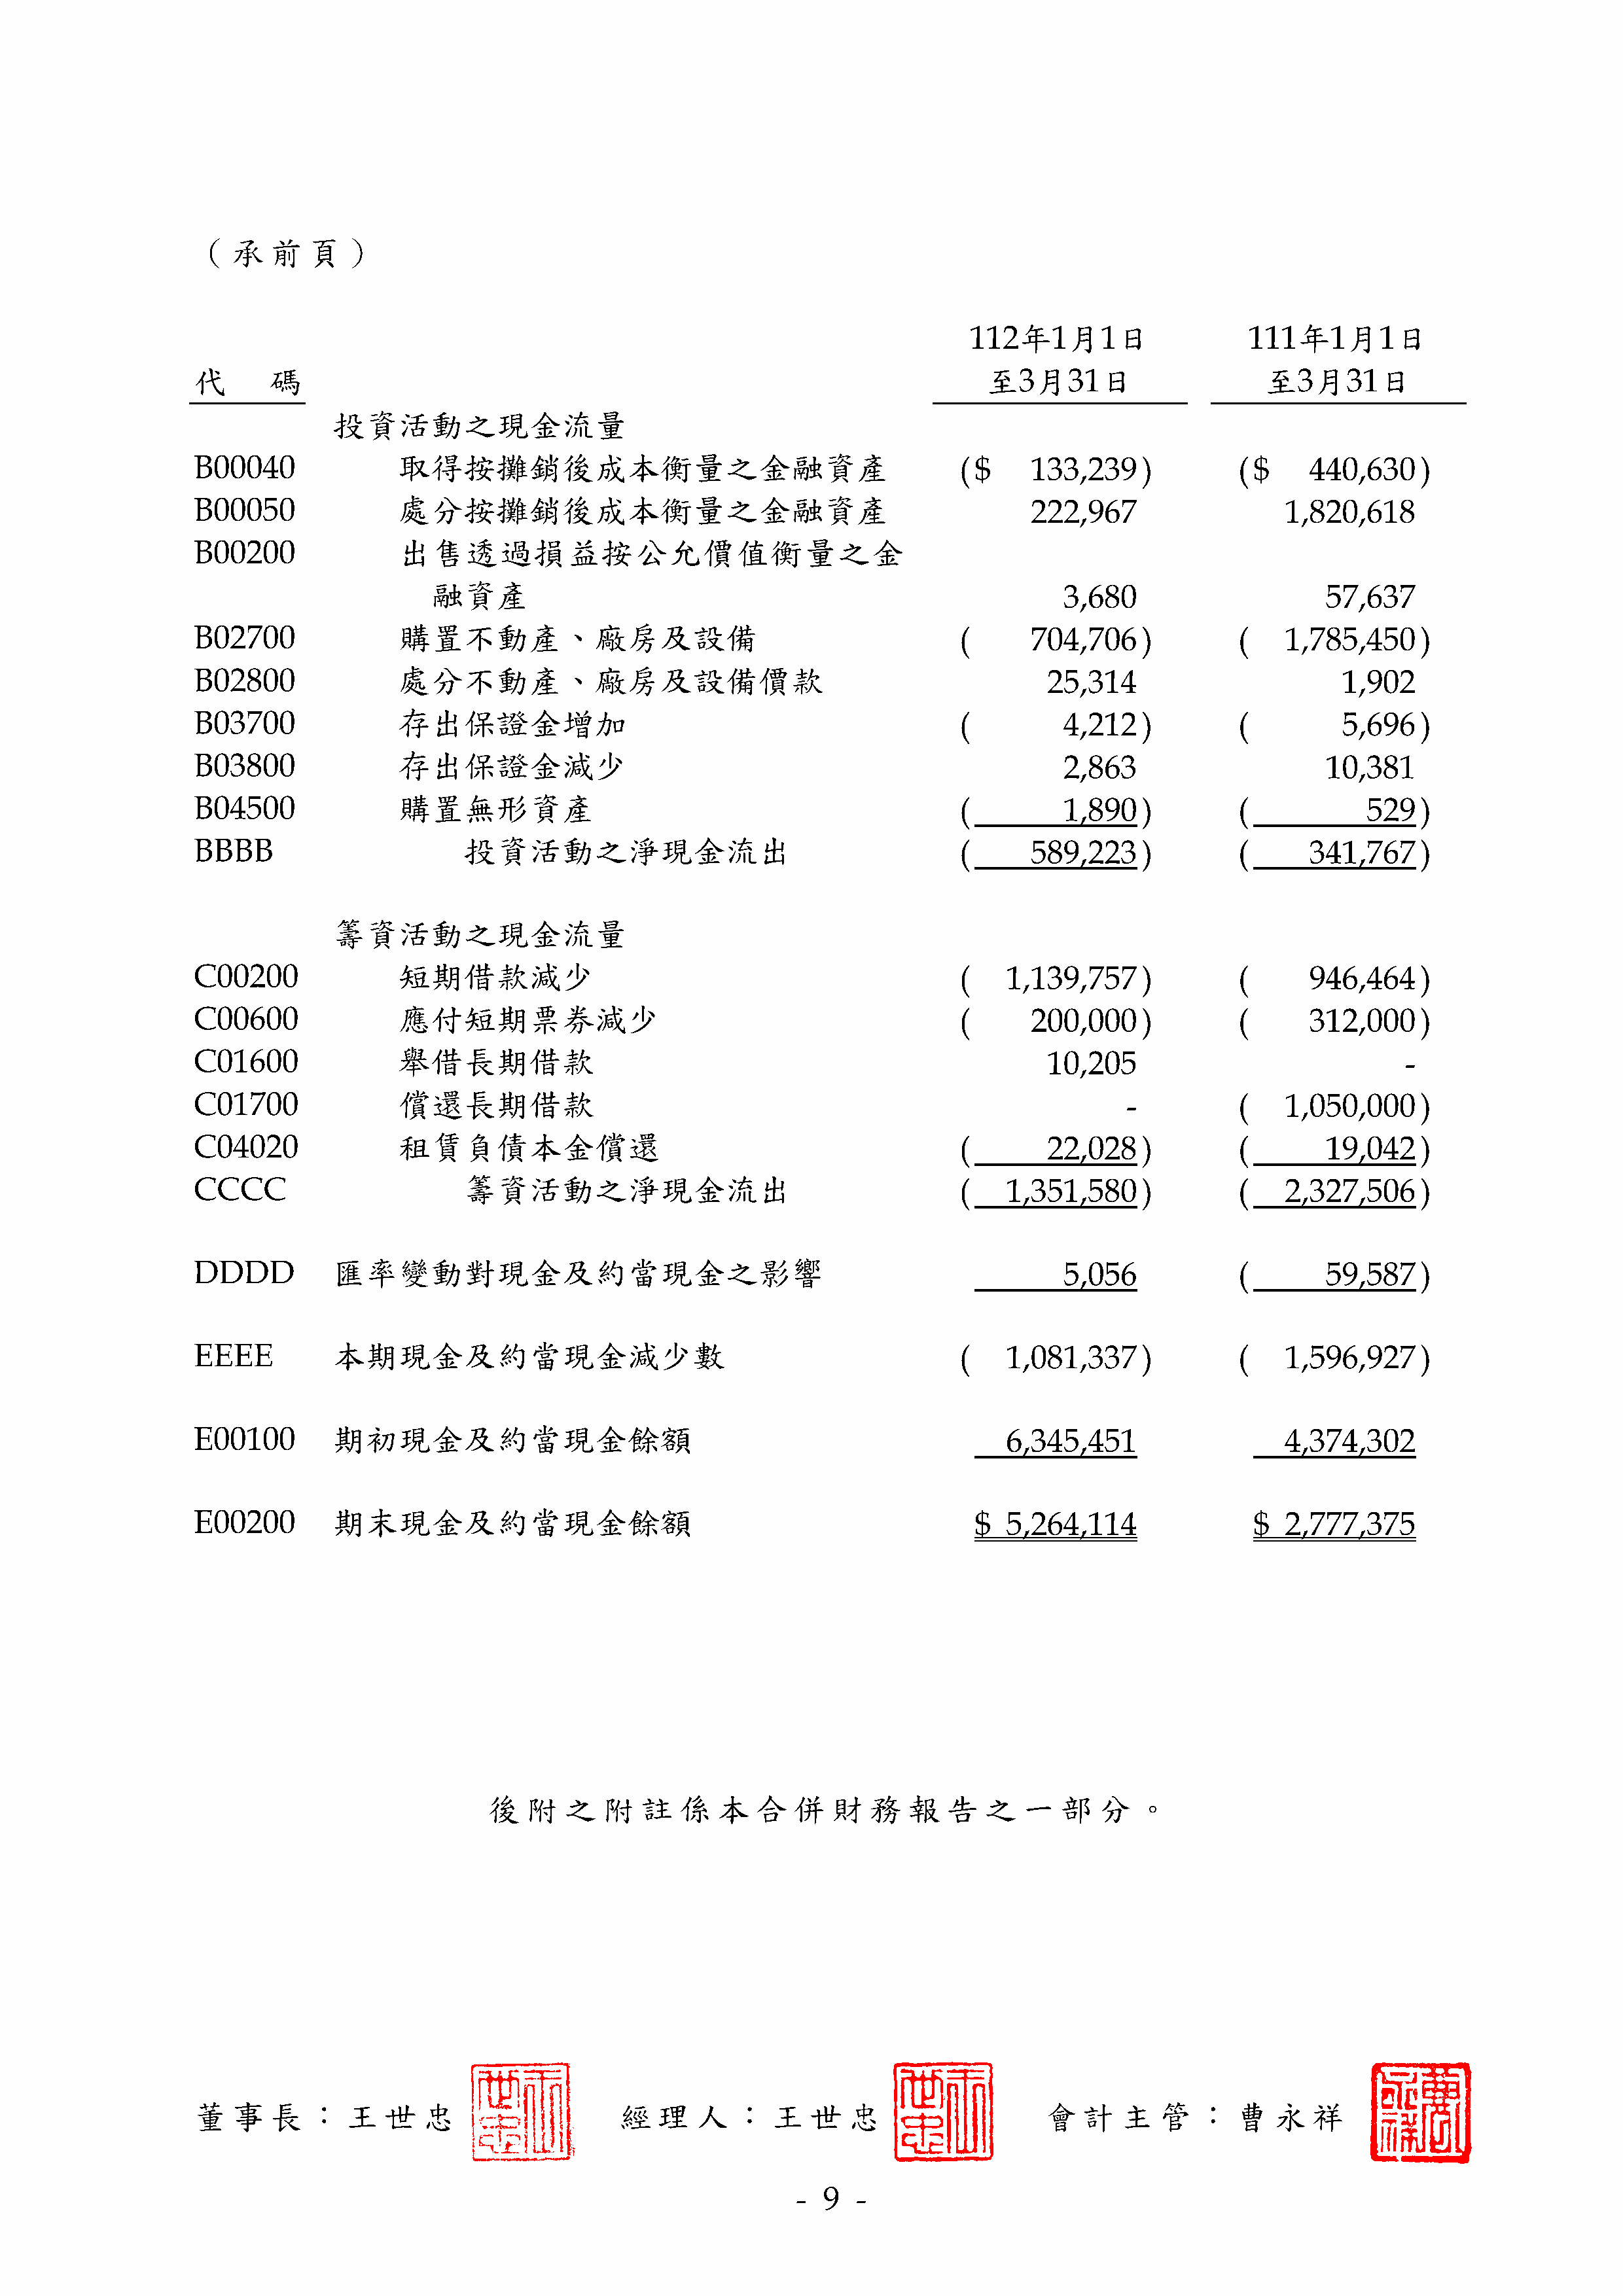 （承前頁）
112年1月1日 111年1月1日
代 碼 至3月31日 至3月31日
投資活動之現金流量
B00040 取得按攤銷後成本衡量之金融資產 ($ 133,239) ($ 440,630)
B00050 處分按攤銷後成本衡量之金融資產 222,967 1,820,618
B00200 出售透過損益按公允價值衡量之金
融資產 3,680 57,637
B02700 購置不動產、廠房及設備 ( 704,706) ( 1,785,450)
B02800 處分不動產、廠房及設備價款 25,314 1,902
B03700 存出保證金增加 ( 4,212) ( 5,696)
B03800 存出保證金減少 2,863 10,381
B04500 購置無形資產 ( 1,890) ( 529)
BBBB 投資活動之淨現金流出 ( 589,223) ( 341,767)
籌資活動之現金流量
C00200 短期借款減少 ( 1,139,757) ( 946,464)
C00600 應付短期票券減少 ( 200,000) ( 312,000)
C01600 舉借長期借款 10,205 -
C01700 償還長期借款 - ( 1,050,000)
C04020 租賃負債本金償還 ( 22,028) ( 19,042)
CCCC 籌資活動之淨現金流出 ( 1,351,580) ( 2,327,506)
DDDD 匯率變動對現金及約當現金之影響 5,056 ( 59,587)
EEEE 本期現金及約當現金減少數 ( 1,081,337) ( 1,596,927)
E00100 期初現金及約當現金餘額 6,345,451 4,374,302
E00200 期末現金及約當現金餘額 $ 5,264,114 $ 2,777,375
後附之附註係本合併財務報告之一部分。
董事長：王世忠 王世忠 經理人：王世忠 王世忠 會計主管：曹永祥 曹永祥
- 9 -